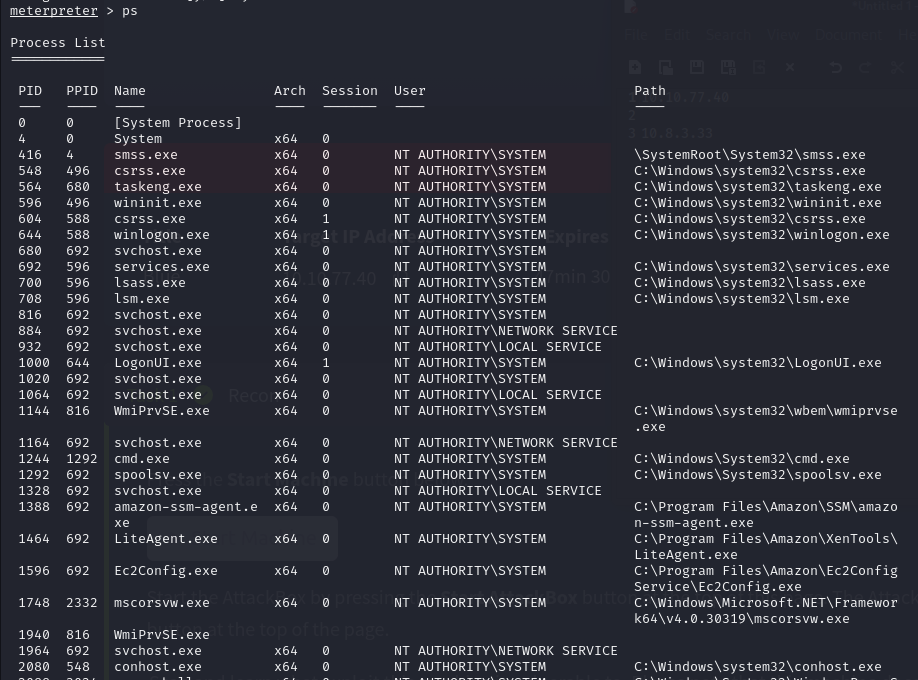 meterpreter > ps
Process List
PID PPID Name Arch Session User Path
0 0 [System Process]
4 0 System x64 0
416 4 smss.exe x64 0 NT AUTHORITY\SYSTEM \SystemRoot\System32\smss.exe
548 496 csrss.exe x64 0 NT AUTHORITY\SYSTEM C:\Windows\system32\csrss.exe
564 680 taskeng.exe x64 0 NT AUTHORITY\SYSTEM C:\Windows\system32\taskeng.exe
596 496 wininit.exe x64 0 NT AUTHORITY\SYSTEM C:\Windows\system32\wininit.exe
604 588 csrss.exe x64 1 NT AUTHORITY\SYSTEM C:\Windows\system32\csrss.exe
644 588 winlogon.exe x64 1 NT AUTHORITY\SYSTEM C:\Windows\system32\winlogon.exe
680 692 svchost.exe x64 0 NT AUTHORITY\SYSTEM
692 596 services.exe x64 0 NT AUTHORITY\SYSTEM C:\Windows\system32\services.exe
700 596 lsass.exe x64 0 NT AUTHORITY\SYSTEM C:\Windows\system32\lsass.exe
708 596 lsm.exe x64 0 NT AUTHORITY\SYSTEM C:\Windows\system32\lsm.exe
816 692 svchost.exe x64 0 NT AUTHORITY\SYSTEM
884 692 svchost.exe x64 0 NT AUTHORITY\NETWORK SERVICE
932 692 svchost.exe x64 0 NT AUTHORITY\LOCAL SERVICE
1000 644 LogonUI.exe x64 1 NT AUTHORITY\SYSTEM C:\Windows\system32\LogonUI.exe
1020 692 svchost.exe x64 0 NT AUTHORITY\SYSTEM
1064 692 svchost.exe x64 0 NT AUTHORITY\LOCAL SERVICE
1144 816 WmiPrvSE.exe x64 0 NT AUTHORITY\SYSTEM C:\Windows\system32\wbem\wmiprvse
.exe
1164 692 svchost.exe x64 0 NT AUTHORITY\NETWORK SERVICE
1244 1292 cmd.exe x64 0 NT AUTHORITY\SYSTEM C:\Windows\System32\cmd.exe
1292 692 spoolsv.exe x64 0 NT AUTHORITY\SYSTEM C:\Windows\System32\spoolsv.exe
1328 692 svchost.exe x64 0 NT AUTHORITY\LOCAL SERVICE
1388 692 amazon-ssm-agent.e x64 0 NT AUTHORITY\SYSTEM C:\Program Files\Amazon\SSM\amazo
xe n-ssm-agent.exe
1464 692 LiteAgent.exe x64 0 NT AUTHORITY\SYSTEM C:\Program Files\Amazon\XenTools\
LiteAgent.exe
1596 692 Ec2Config.exe x64 0 NT AUTHORITY\SYSTEM C:\Program Files\Amazon\Ec2Config
Service\Ec2Config.exe
1748 2332 mscorsvw.exe x64 0 NT AUTHORITY\SYSTEM C:\Windows\Microsoft.NET\Framewor
k64\v4.0.30319\mscorsvw.exe
1940 816 WmiPrvSE.exe
1964 692 svchost.exe x64 0 NT AUTHORITY\NETWORK SERVICE
2080 548 conhost.exe x64 0 NT AUTHORITY\SYSTEM C:\Windows\system32\conhost.exe